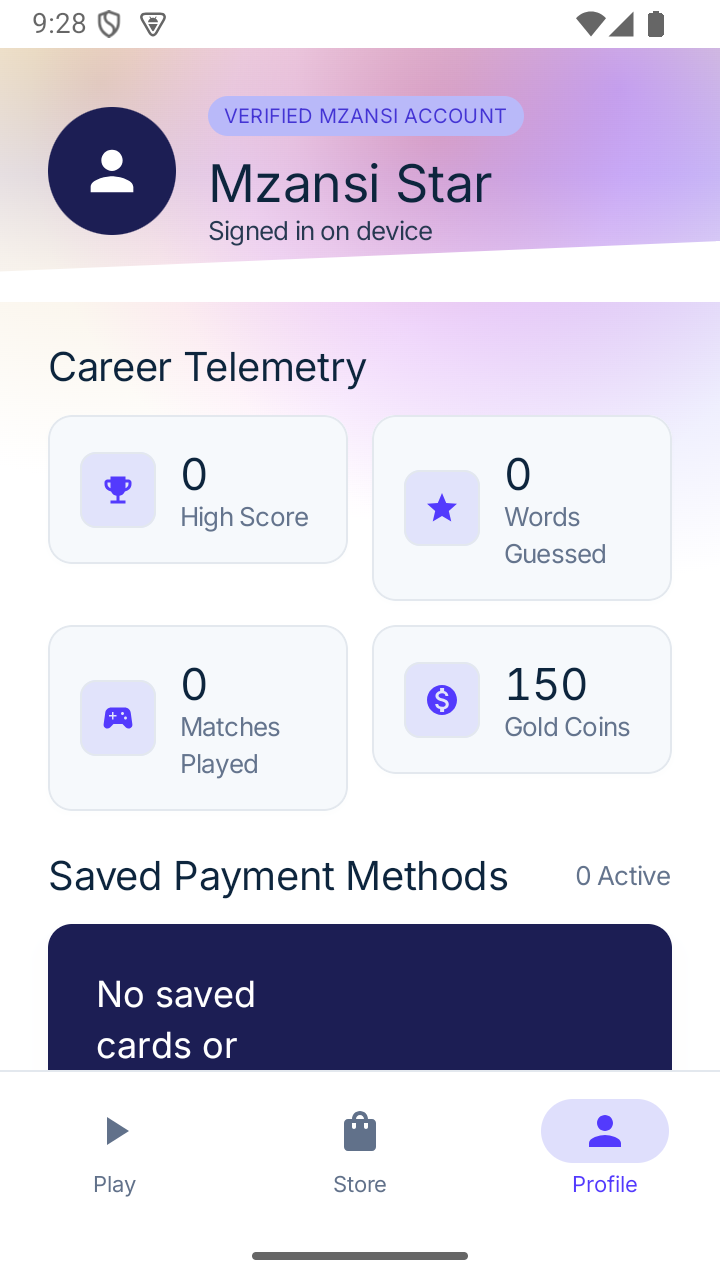 9:28
VERIFIED MZANSI ACCOUNT
Mzansi Star
Signed in on device
Career Telemetry
0
High Score
0
Words
Guessed
0
Matches
Played
150
Gold Coins
Saved Payment Methods
0 Active
No saved
cards or
Play
Store
Profile